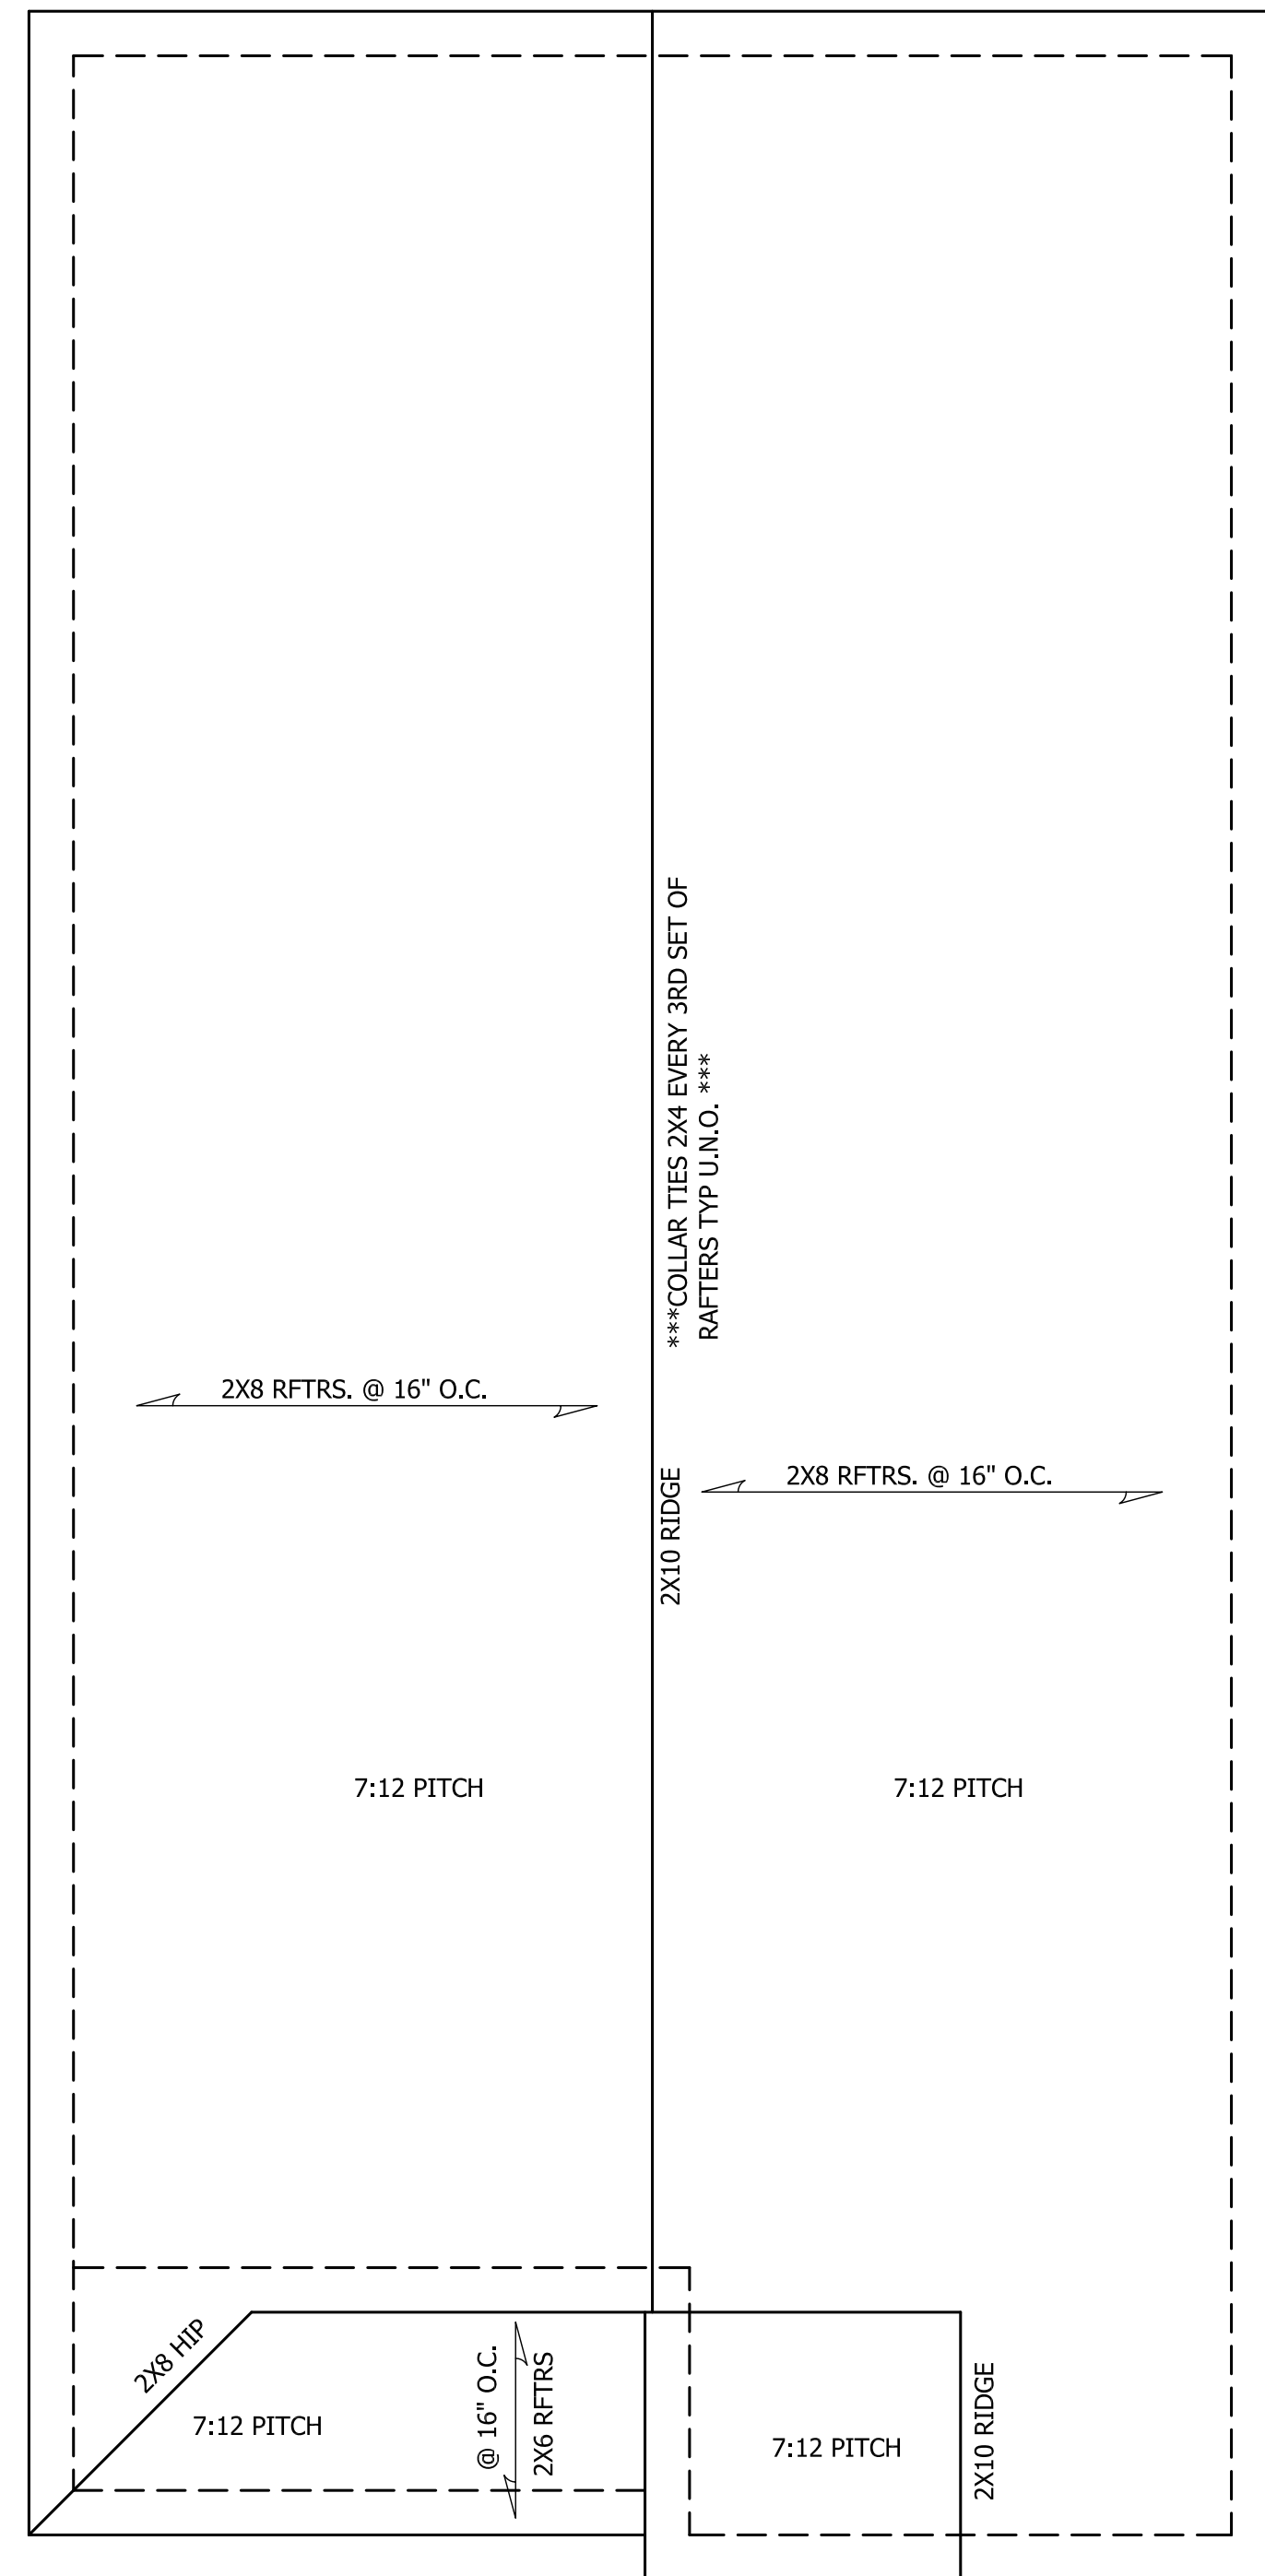 ***COLLAR TIES 2X4 EVERY 3RD SET OF
RAFTERS TYP U.N.O. ***
2X8 RFTRS. @ 16" O.C.
2X8 RFTRS. @ 16" O.C.
2X10 RIDGE
7:12 PITCH
7:12 PITCH
2X8 HIP
7:12 PITCH
@ 16" O.C.
2X6 RFTRS
7:12 PITCH
2X10 RIDGE